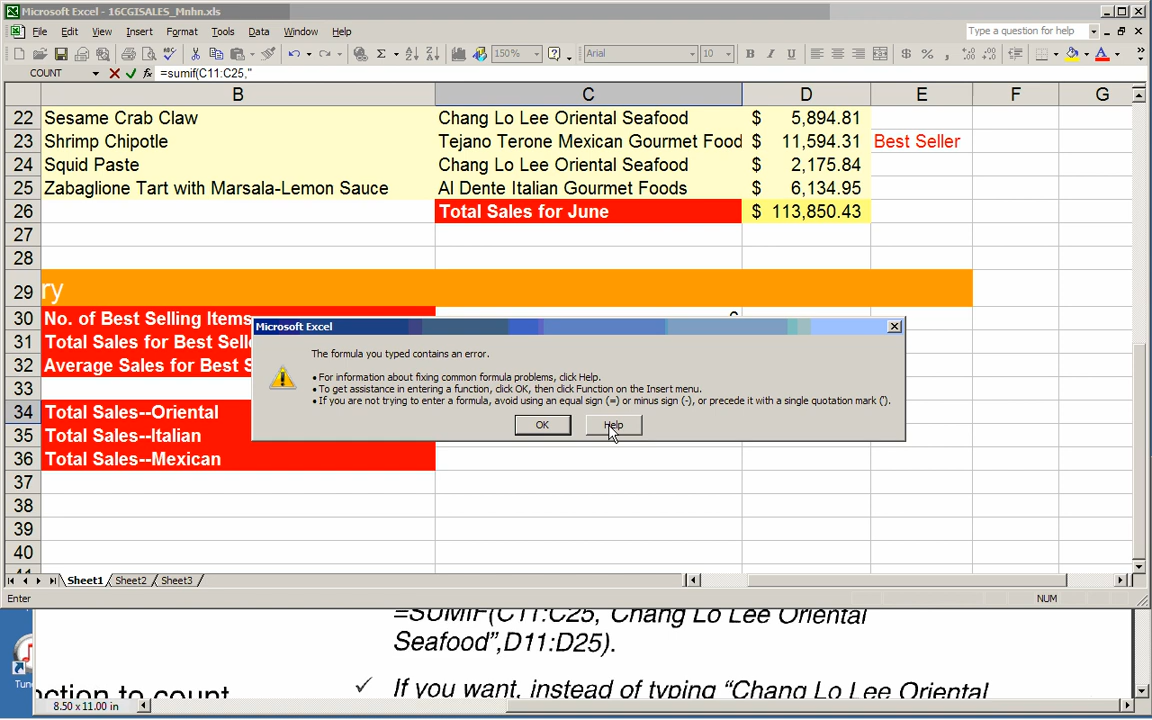 Microsoft Excel - 16CGISALES_Mnhn.xls
File Edit View Insert Format Tools Data Window Help Type a question for help
150% Arial 10 B I U $ % ,
COUNT =sumif(C11:C25,"
B C D E F G
22 Sesame Crab Claw Chang Lo Lee Oriental Seafood $ 5,894.81
23 Shrimp Chipotle Tejano Terone Mexican Gourmet Food $ 11,594.31 Best Seller
24 Squid Paste Chang Lo Lee Oriental Seafood $ 2,175.84
25 Zabaglione Tart with Marsala-Lemon Sauce Al Dente Italian Gourmet Foods $ 6,134.95
26 Total Sales for June $ 113,850.43
27
28
29 ry
30 No. of Best Selling Items
31 Total Sales for Best Selle
32 Average Sales for Best S
33
34 Total Sales--Oriental
35 Total Sales--Italian
36 Total Sales--Mexican
37
38
39
40
Microsoft Excel
The formula you typed contains an error.
• For information about fixing common formula problems, click Help.
• To get assistance in entering a function, click OK, then click Function on the Insert menu.
• If you are not trying to enter a formula, avoid using an equal sign (=) or minus sign (-), or precede it with a single quotation mark (').
OK Help
Sheet1 Sheet2 Sheet3
Enter NUM
=SUMIF(C11:C25, Chang Lo Lee Oriental
Seafood",D11:D25).
✓ If you want, instead of typing "Chang Lo Lee Oriental
nction to count
8.50 x 11.00 in